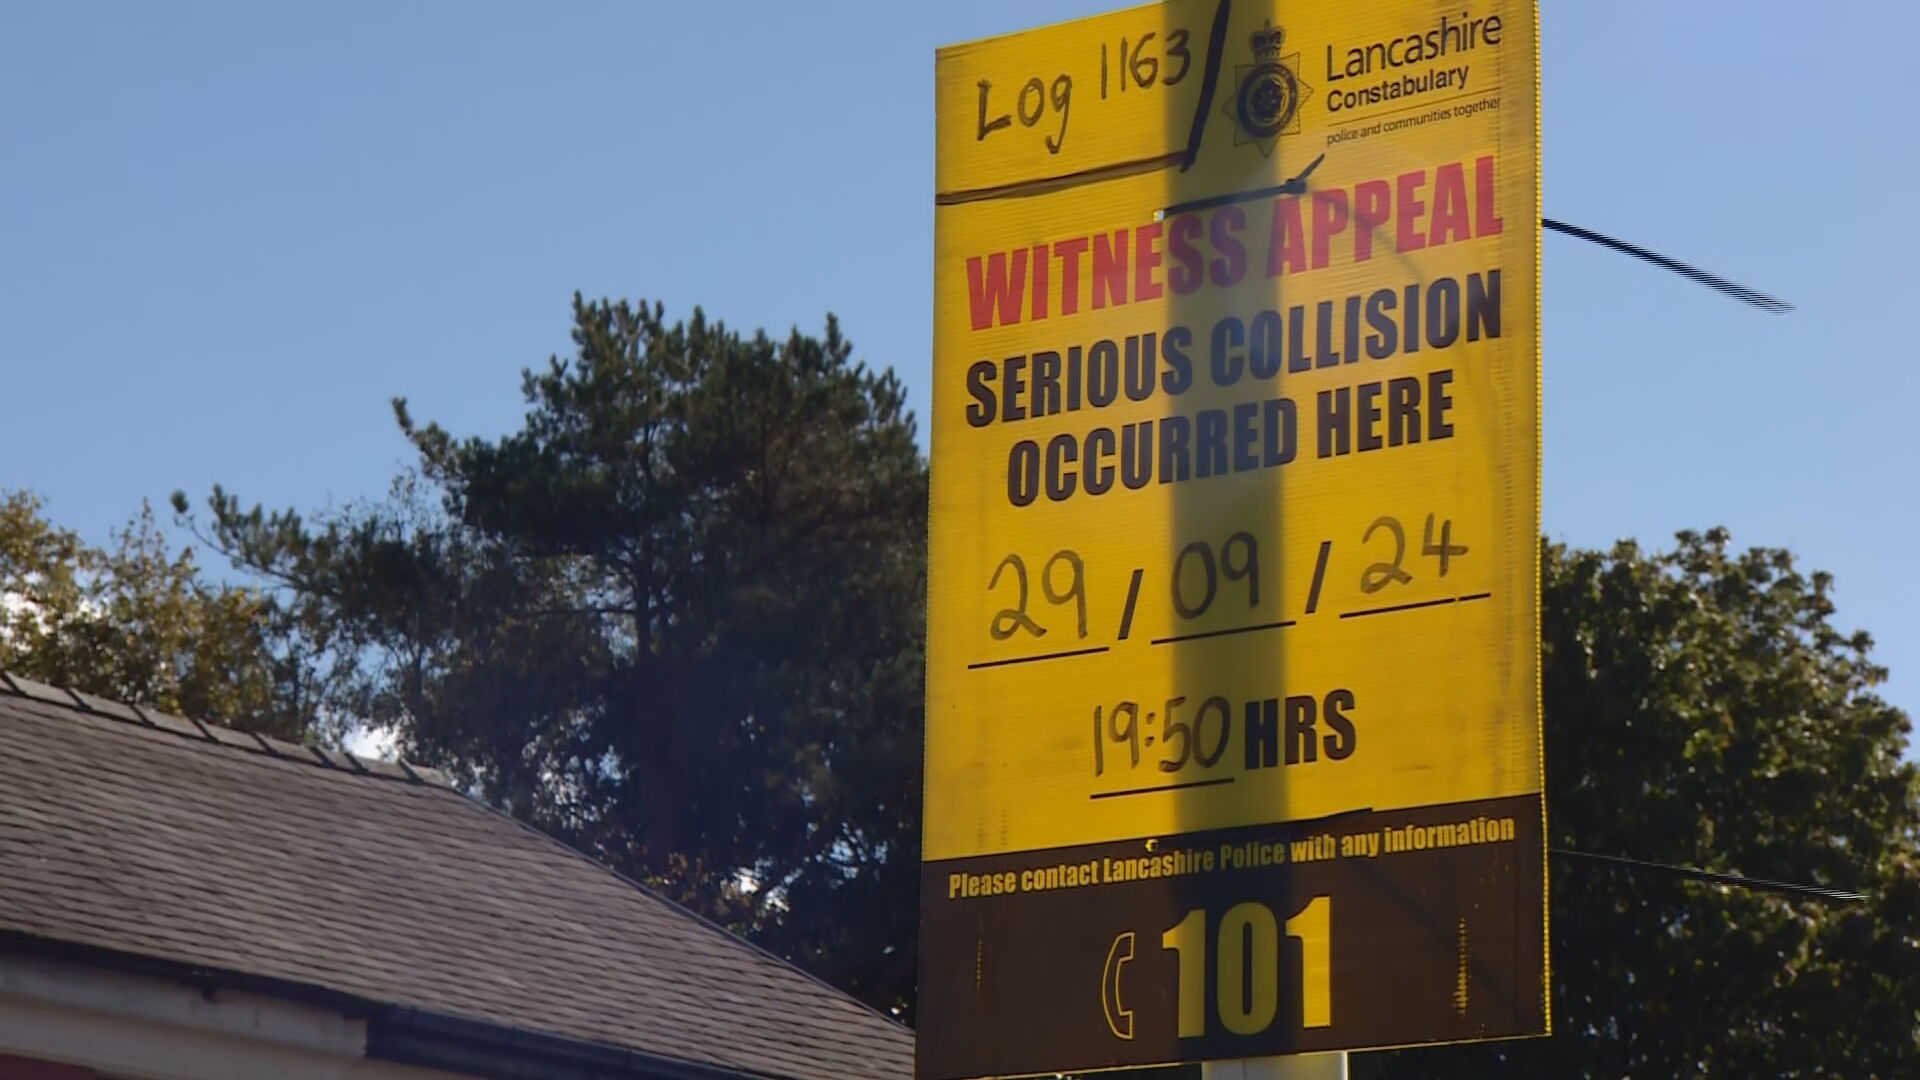 Log 1163
Lancashire
Constabulary
police and communities together
WITNESS APPEAL
SERIOUS COLLISION
OCCURRED HERE
29 / 09 / 24
19:50 HRS
Please contact Lancashire Police with any information
101